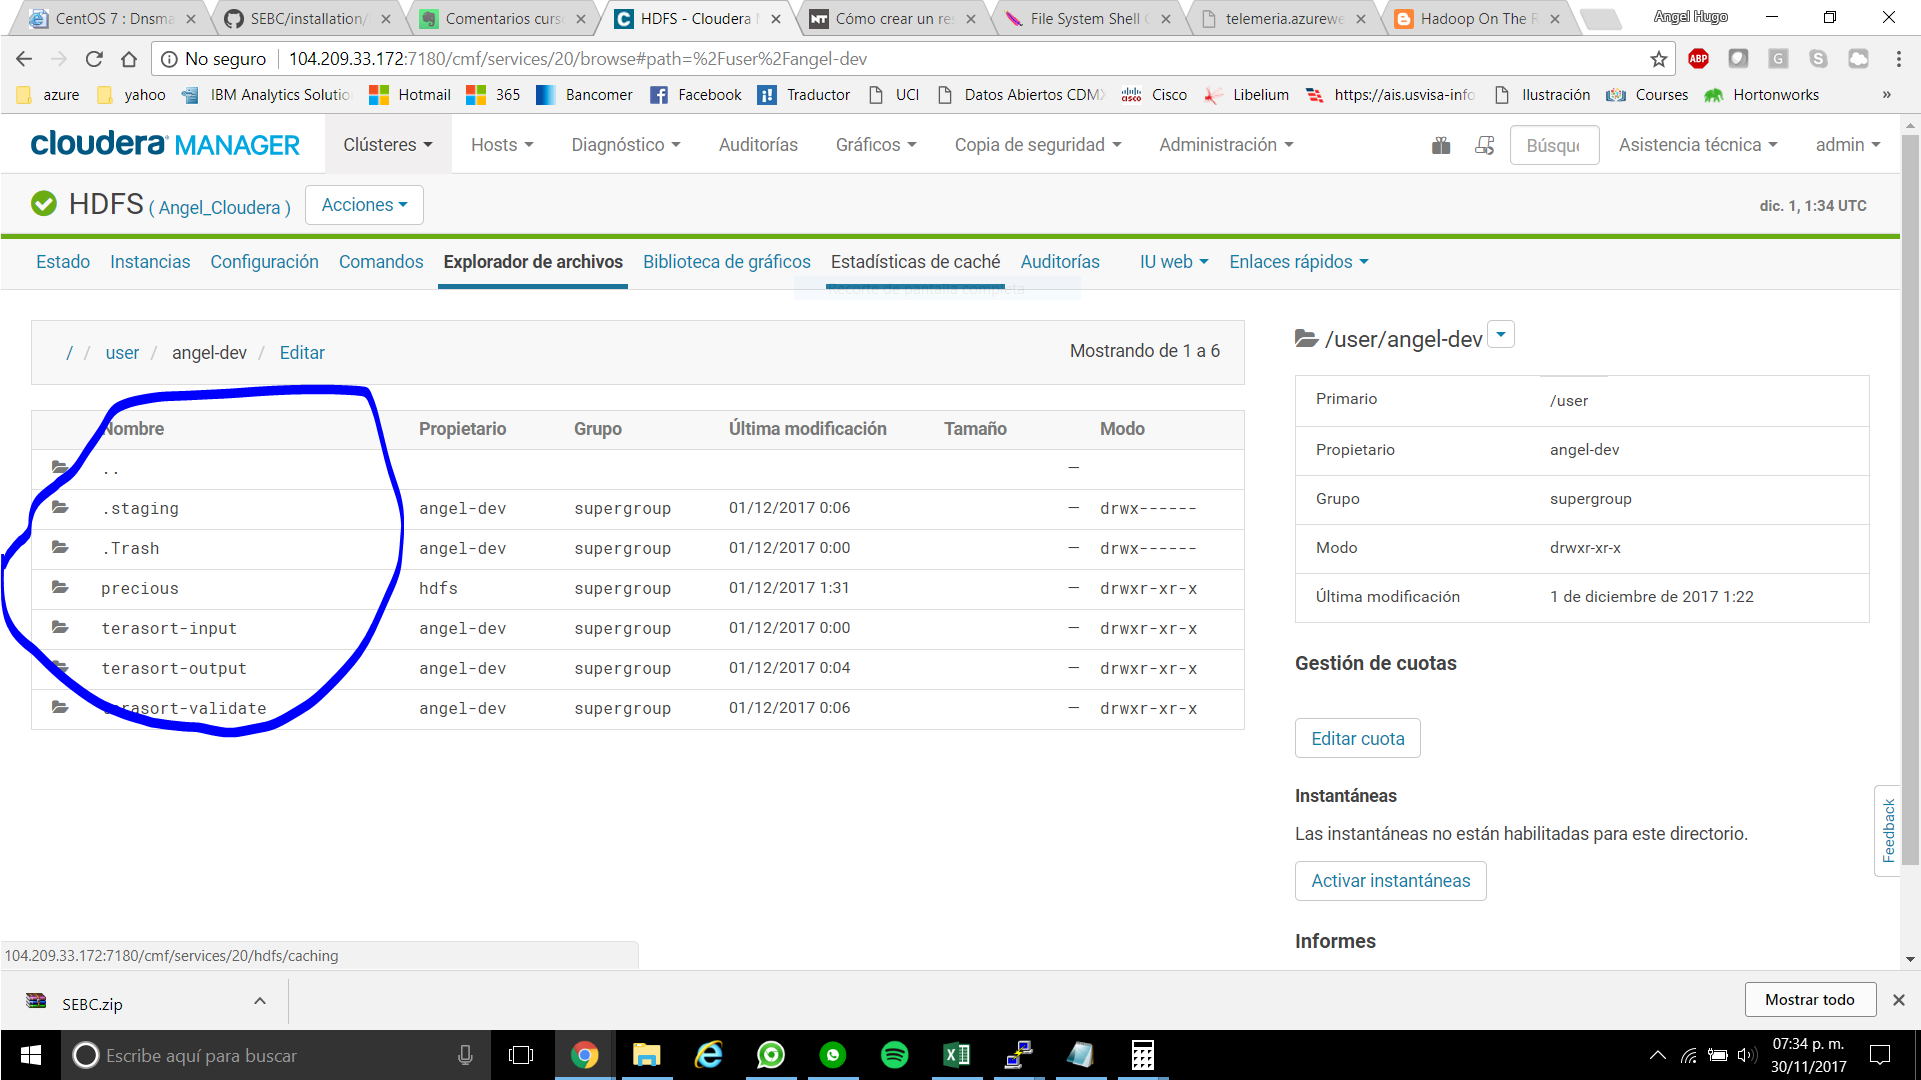 CentOS 7 : Dnsma
SEBC/installation/
Comentarios curs
HDFS - Cloudera
Cómo crear un re
File System Shell
telemeria.azurewe
Hadoop On The R
Angel Hugo
No seguro
104.209.33.172:7180/cmf/services/20/browse#path=%2Fuser%2Fangel-dev
ABP
azure
yahoo
IBM Analytics Solutio
Hotmail
365
Bancomer
Facebook
Traductor
UCI
Datos Abiertos CDMX
Cisco
Libelium
https://ais.usvisa-info
Ilustración
Courses
Hortonworks
»
cloudera MANAGER
Clústeres
Hosts
Diagnóstico
Auditorías
Gráficos
Copia de seguridad
Administración
Búsqu
Asistencia técnica
admin
HDFS ( Angel_Cloudera )
Acciones
dic. 1, 1:34 UTC
Estado
Instancias
Configuración
Comandos
Explorador de archivos
Biblioteca de gráficos
Estadísticas de caché
Auditorías
IU web
Enlaces rápidos
Recorte de pantalla completa
/ / user / angel-dev / Editar
Mostrando de 1 a 6
Nombre Propietario Grupo Última modificación Tamaño Modo
.. —
.staging angel-dev supergroup 01/12/2017 0:06 — drwx------
.Trash angel-dev supergroup 01/12/2017 0:00 — drwx------
precious hdfs supergroup 01/12/2017 1:31 — drwxr-xr-x
terasort-input angel-dev supergroup 01/12/2017 0:00 — drwxr-xr-x
terasort-output angel-dev supergroup 01/12/2017 0:04 — drwxr-xr-x
terasort-validate angel-dev supergroup 01/12/2017 0:06 — drwxr-xr-x
/user/angel-dev
Primario /user
Propietario angel-dev
Grupo supergroup
Modo drwxr-xr-x
Última modificación 1 de diciembre de 2017 1:22
Gestión de cuotas
Editar cuota
Instantáneas
Las instantáneas no están habilitadas para este directorio.
Activar instantáneas
Informes
Feedback
104.209.33.172:7180/cmf/services/20/hdfs/caching
SEBC.zip
Mostrar todo
Escribe aquí para buscar
07:34 p. m.
30/11/2017